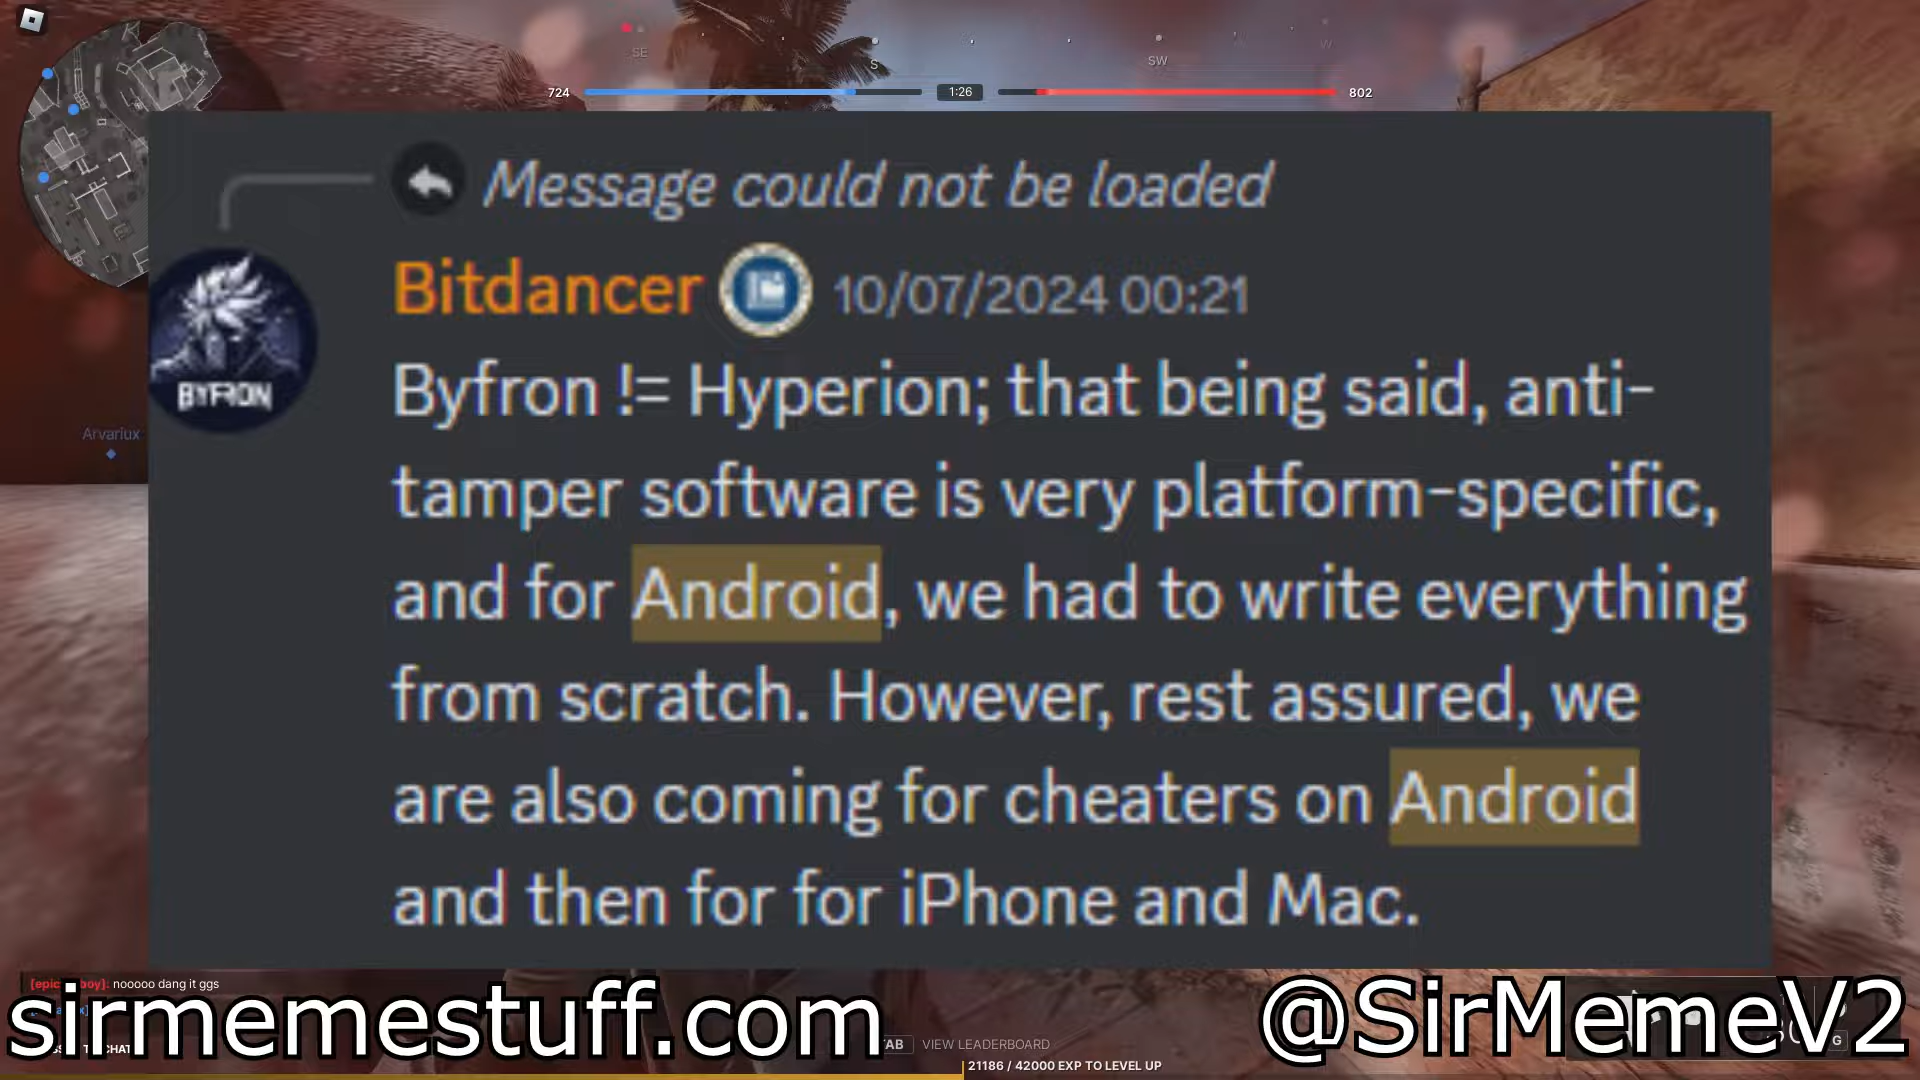 SE
S
SW
W
724
1:26
802
Message could not be loaded
Bitdancer 10/07/2024 00:21
BYFRON
Byfron != Hyperion; that being said, anti-
tamper software is very platform-specific,
and for Android, we had to write everything
from scratch. However, rest assured, we
are also coming for cheaters on Android
and then for for iPhone and Mac.
Arvariux
nooooo dang it ggs
sirmemestuff.com
@SirMemeV2
TAB VIEW LEADERBOARD
G
21186 / 42000 EXP TO LEVEL UP